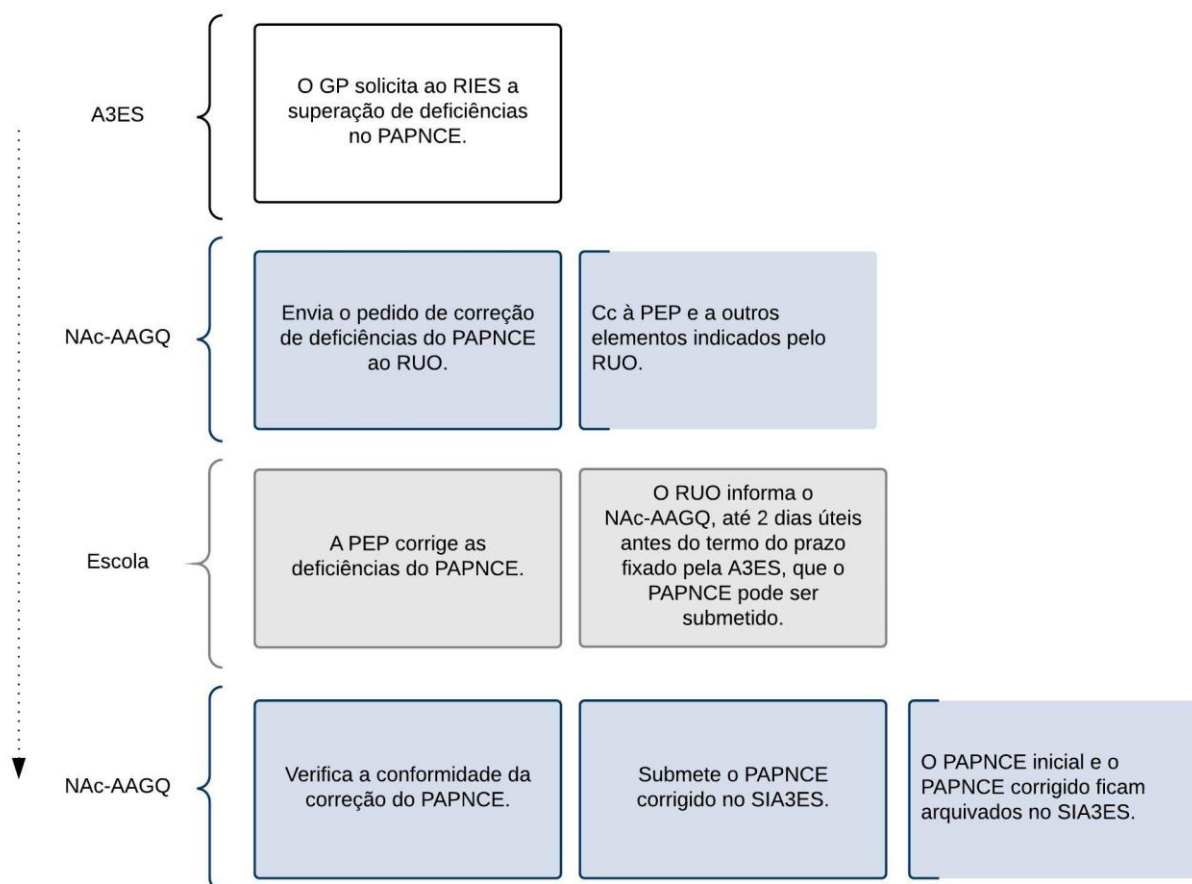 A3ES
O GP solicita ao RIES a
superação de deficiências
no PAPNCE.
NAc-AAGQ
Envia o pedido de correção
de deficiências do PAPNCE
ao RUO.
Cc à PEP e a outros
elementos indicados pelo
RUO.
Escola
A PEP corrige as
deficiências do PAPNCE.
O RUO informa o
NAc-AAGQ, até 2 dias úteis
antes do termo do prazo
fixado pela A3ES, que o
PAPNCE pode ser
submetido.
NAc-AAGQ
Verifica a conformidade da
correção do PAPNCE.
Submete o PAPNCE
corrigido no SIA3ES.
O PAPNCE inicial e o
PAPNCE corrigido ficam
arquivados no SIA3ES.